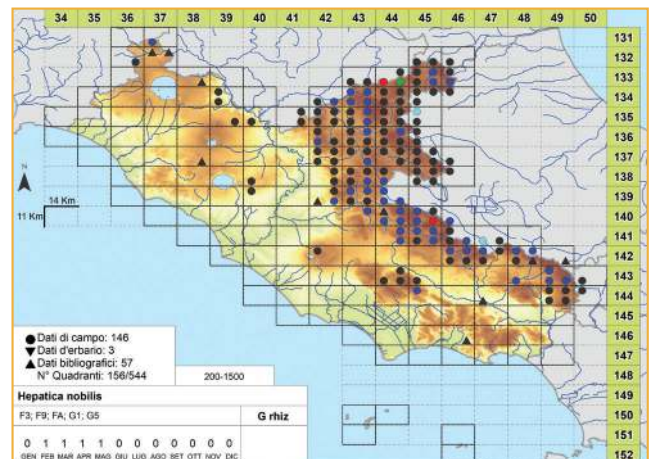 34 35 36 37 38 39 40 41 42 43 44 45 46 47 48 49 50
131
132
133
134
135
136
137
138
139
140
141
142
143
144
145
146
147
148
149
150
151
152
N
14 Km
11 Km
Dati di campo: 146
Dati d'erbario: 3
Dati bibliografici: 57
N° Quadranti: 156/544
200-1500
Hepatica nobilis
F3; F9; FA; G1; G5 G rhiz
0 1 1 1 1 0 0 0 0 0 0 0
GEN FEB MAR APR MAG GIU LUG AGO SET OTT NOV DIC